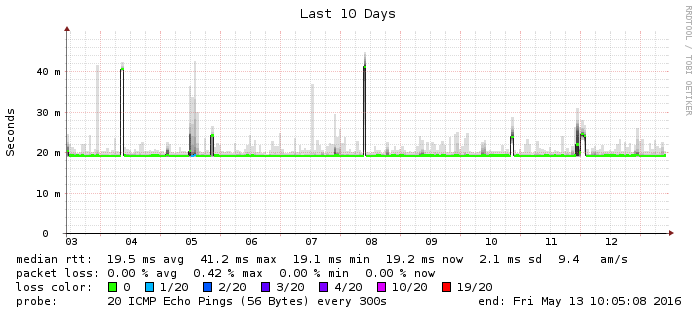 Last 10 Days
RRDTOOL / TOBI OETIKER
Seconds
40 m
30 m
20 m
10 m
0
03 04 05 06 07 08 09 10 11 12
median rtt: 19.5 ms avg 41.2 ms max 19.1 ms min 19.2 ms now 2.1 ms sd 9.4 am/s
packet loss: 0.00 % avg 0.42 % max 0.00 % min 0.00 % now
loss color: 0 1/20 2/20 3/20 4/20 10/20 19/20
probe: 20 ICMP Echo Pings (56 Bytes) every 300s end: Fri May 13 10:05:08 2016